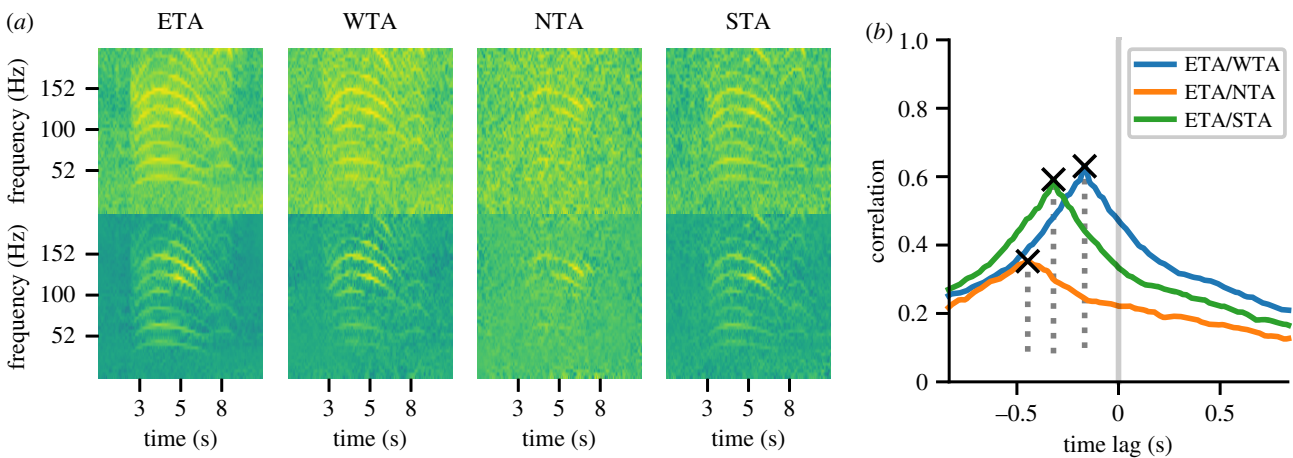 (a)
ETA WTA NTA STA
frequency (Hz)
152
100
52
frequency (Hz)
152
100
52
3 5 8 3 5 8 3 5 8 3 5 8
time (s) time (s) time (s) time (s)
(b)
1.0
0.8
0.6
0.4
0.2
0
correlation
ETA/WTA
ETA/NTA
ETA/STA
–0.5 0 0.5
time lag (s)